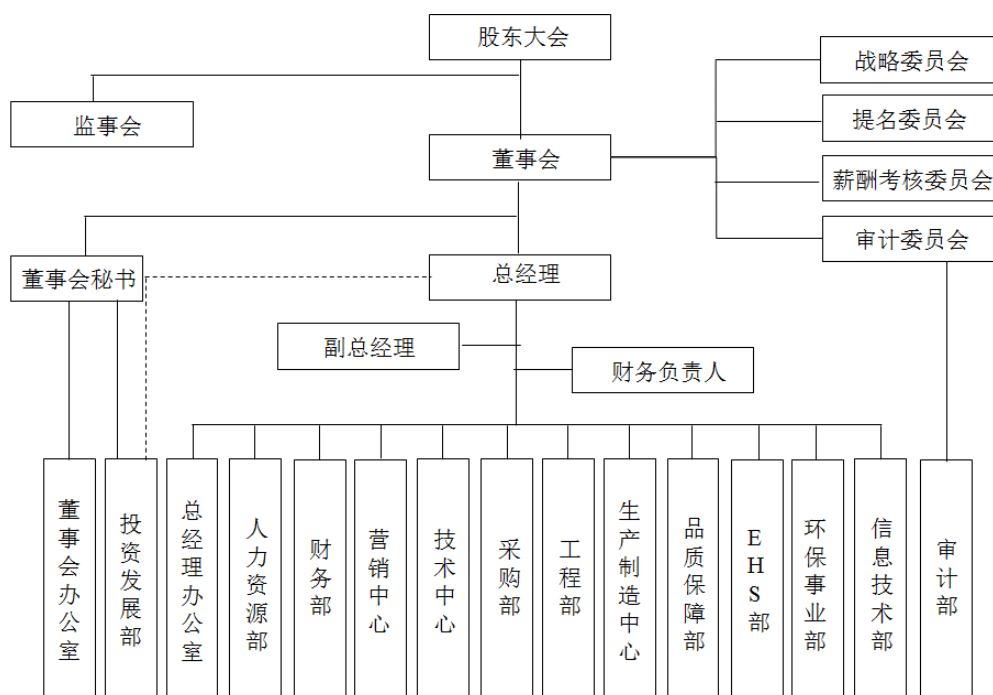 股东大会
战略委员会
监事会
提名委员会
董事会
薪酬考核委员会
审计委员会
董事会秘书
总经理
副总经理
财务负责人
董事会办公室
投资发展部
总经理办公室
人力资源部
财务部
营销中心
技术中心
采购部
工程部
生产制造中心
品质保障部
EHS部
环保事业部
信息技术部
审计部